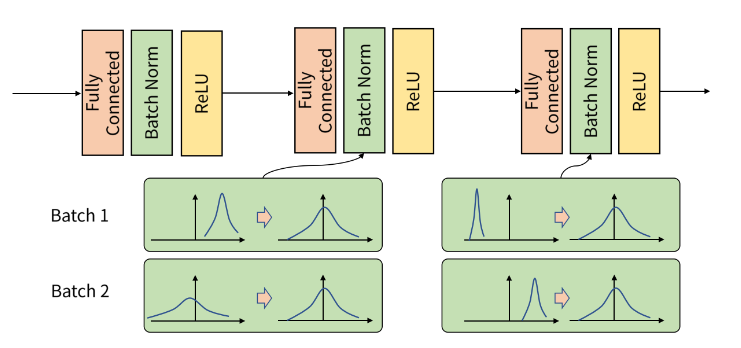 Fully
Connected
Batch Norm
ReLU
Fully
Connected
Batch Norm
ReLU
Fully
Connected
Batch Norm
ReLU
Batch 1
Batch 2